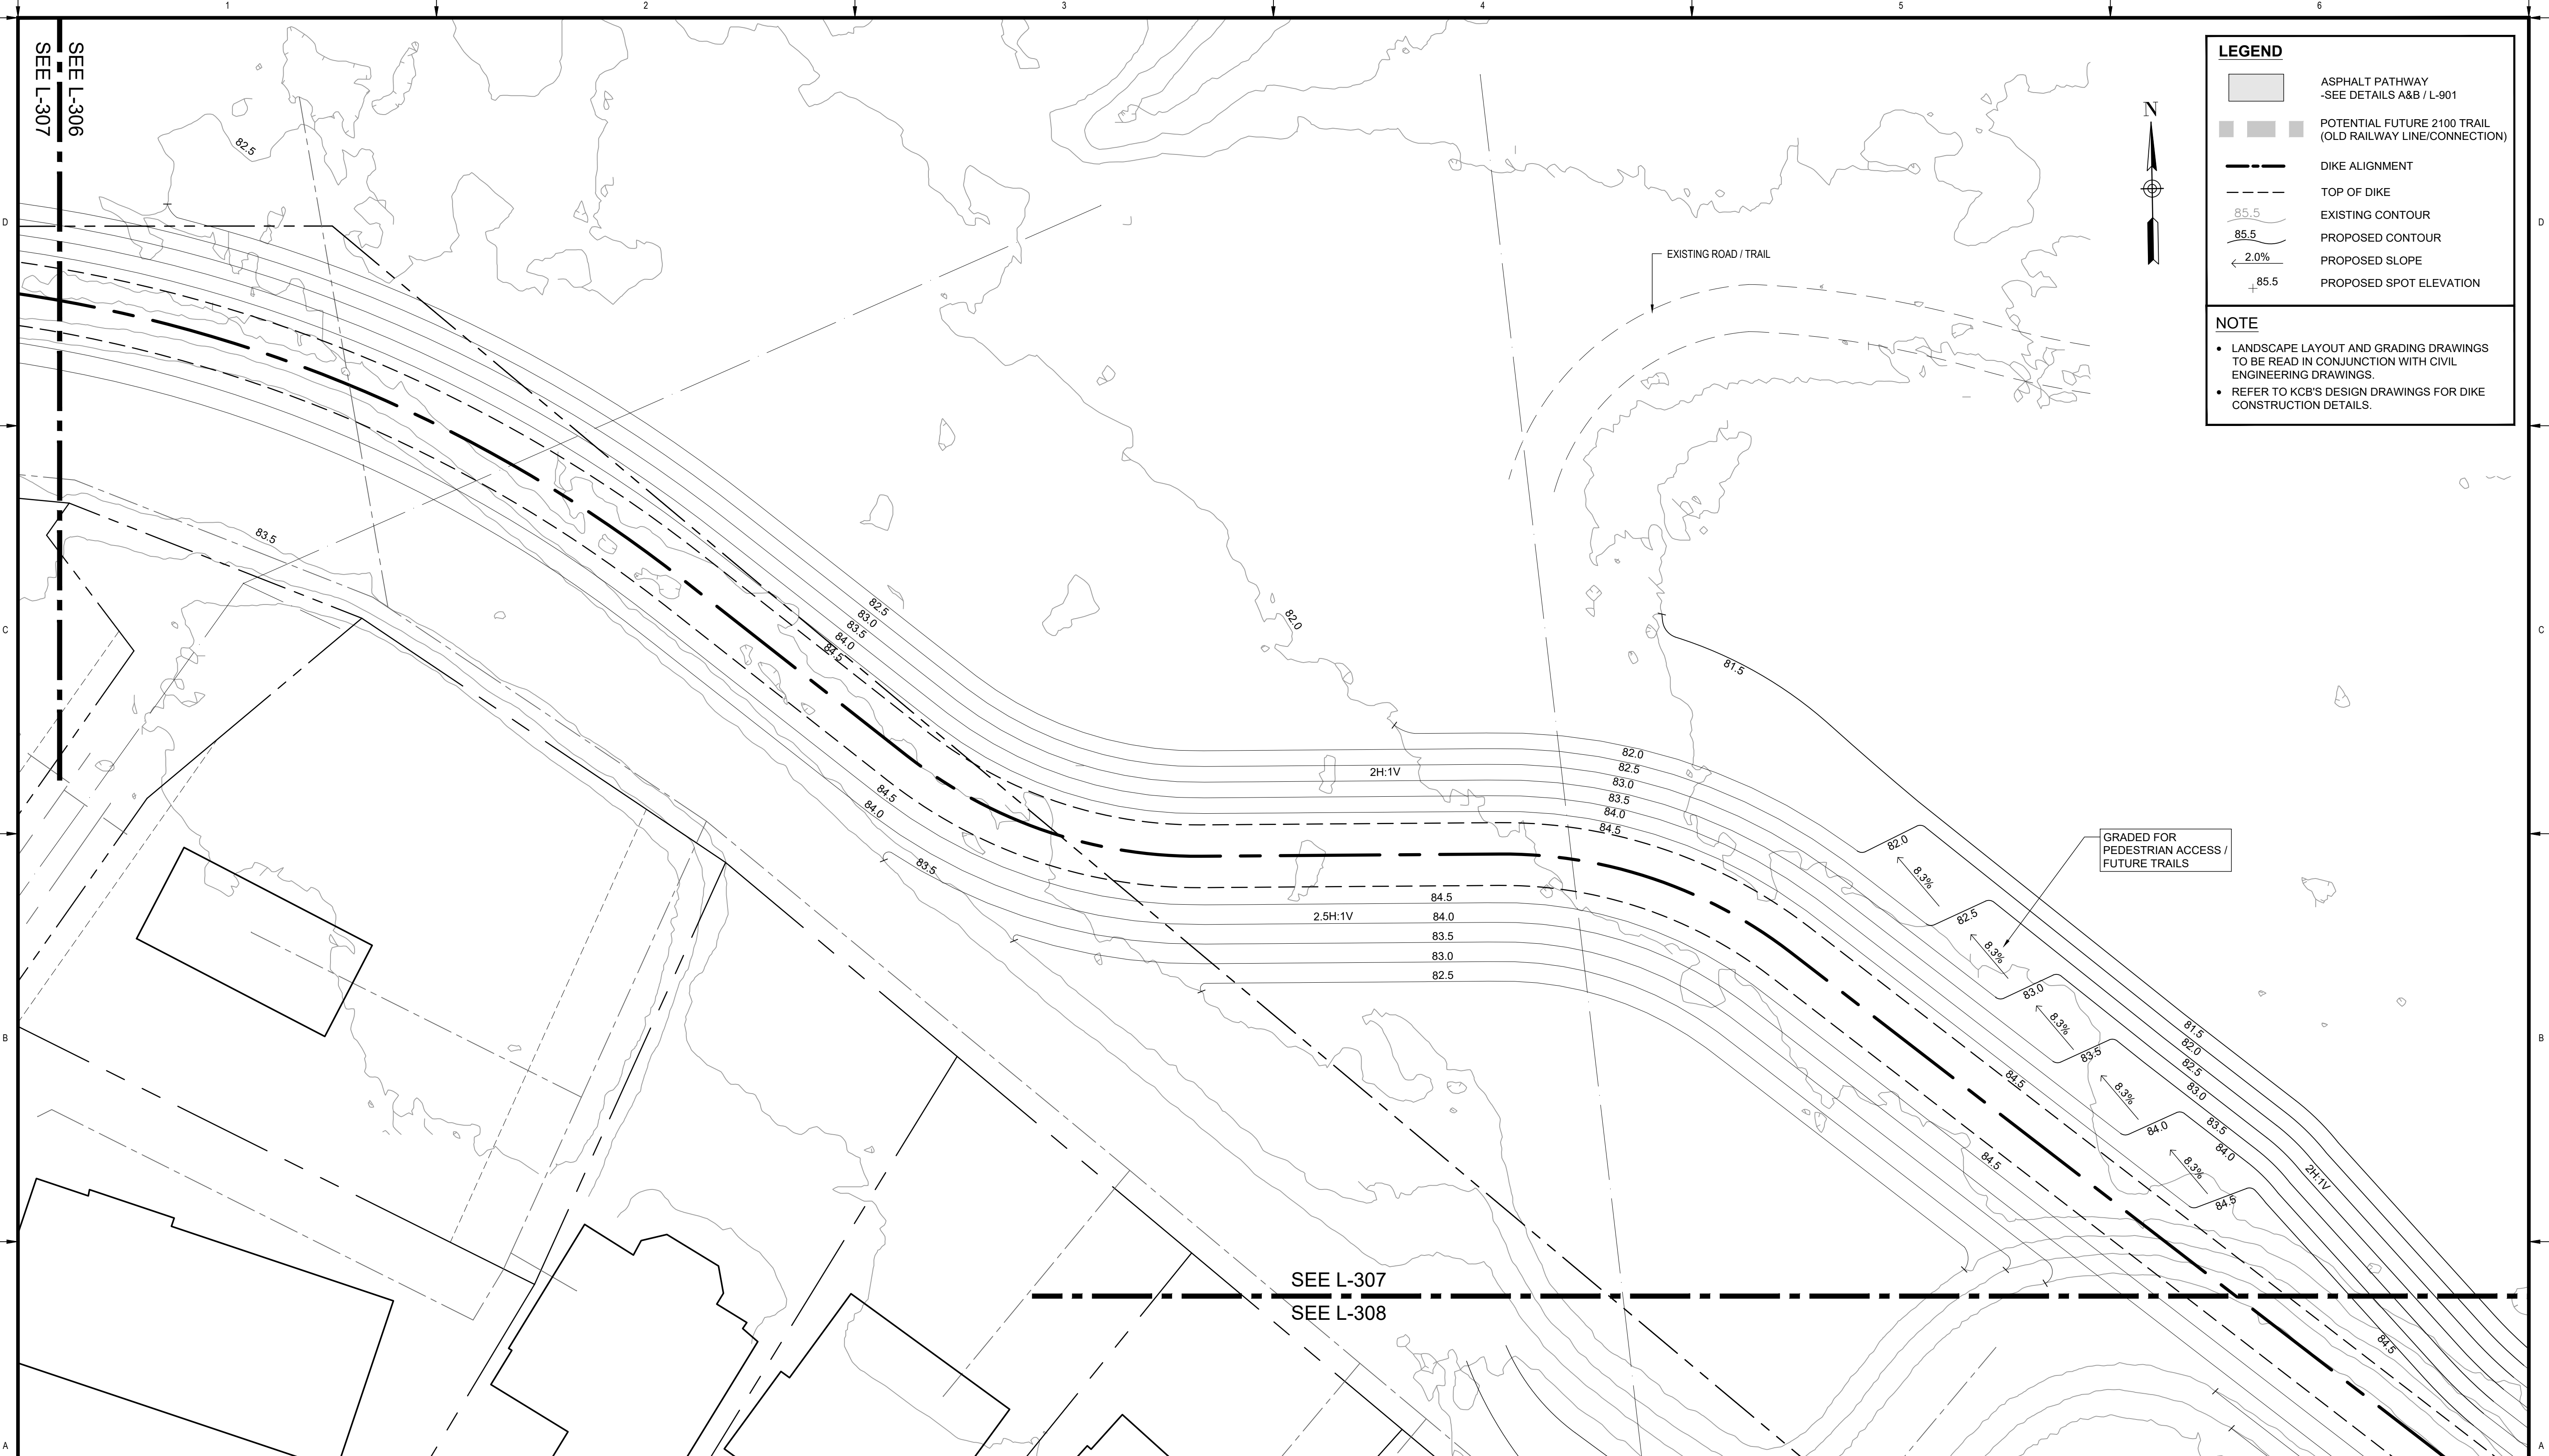 1
2
3
4
5
6
SEE L-306
SEE L-307
LEGEND
ASPHALT PATHWAY
-SEE DETAILS A&B / L-901
POTENTIAL FUTURE 2100 TRAIL
(OLD RAILWAY LINE/CONNECTION)
DIKE ALIGNMENT
TOP OF DIKE
85.5
EXISTING CONTOUR
85.5
PROPOSED CONTOUR
2.0%
PROPOSED SLOPE
85.5
PROPOSED SPOT ELEVATION
NOTE
• LANDSCAPE LAYOUT AND GRADING DRAWINGS
TO BE READ IN CONJUNCTION WITH CIVIL
ENGINEERING DRAWINGS.
• REFER TO KCB'S DESIGN DRAWINGS FOR DIKE
CONSTRUCTION DETAILS.
N
82.5
D
D
EXISTING ROAD / TRAIL
83.5
C
C
82.5
83.0
83.5
84.0
84.5
82.0
81.5
84.5
84.0
83.5
2H:1V
82.0
82.5
83.0
83.5
84.0
84.5
2.5H:1V
84.5
84.0
83.5
83.0
82.5
82.0
8.3%
82.5
8.3%
83.0
8.3%
83.5
8.3%
84.0
8.3%
84.5
GRADED FOR
PEDESTRIAN ACCESS /
FUTURE TRAILS
81.5
82.0
82.5
83.0
83.5
84.0
2H:1V
84.5
84.5
B
B
SEE L-307
SEE L-308
84.5
A
A